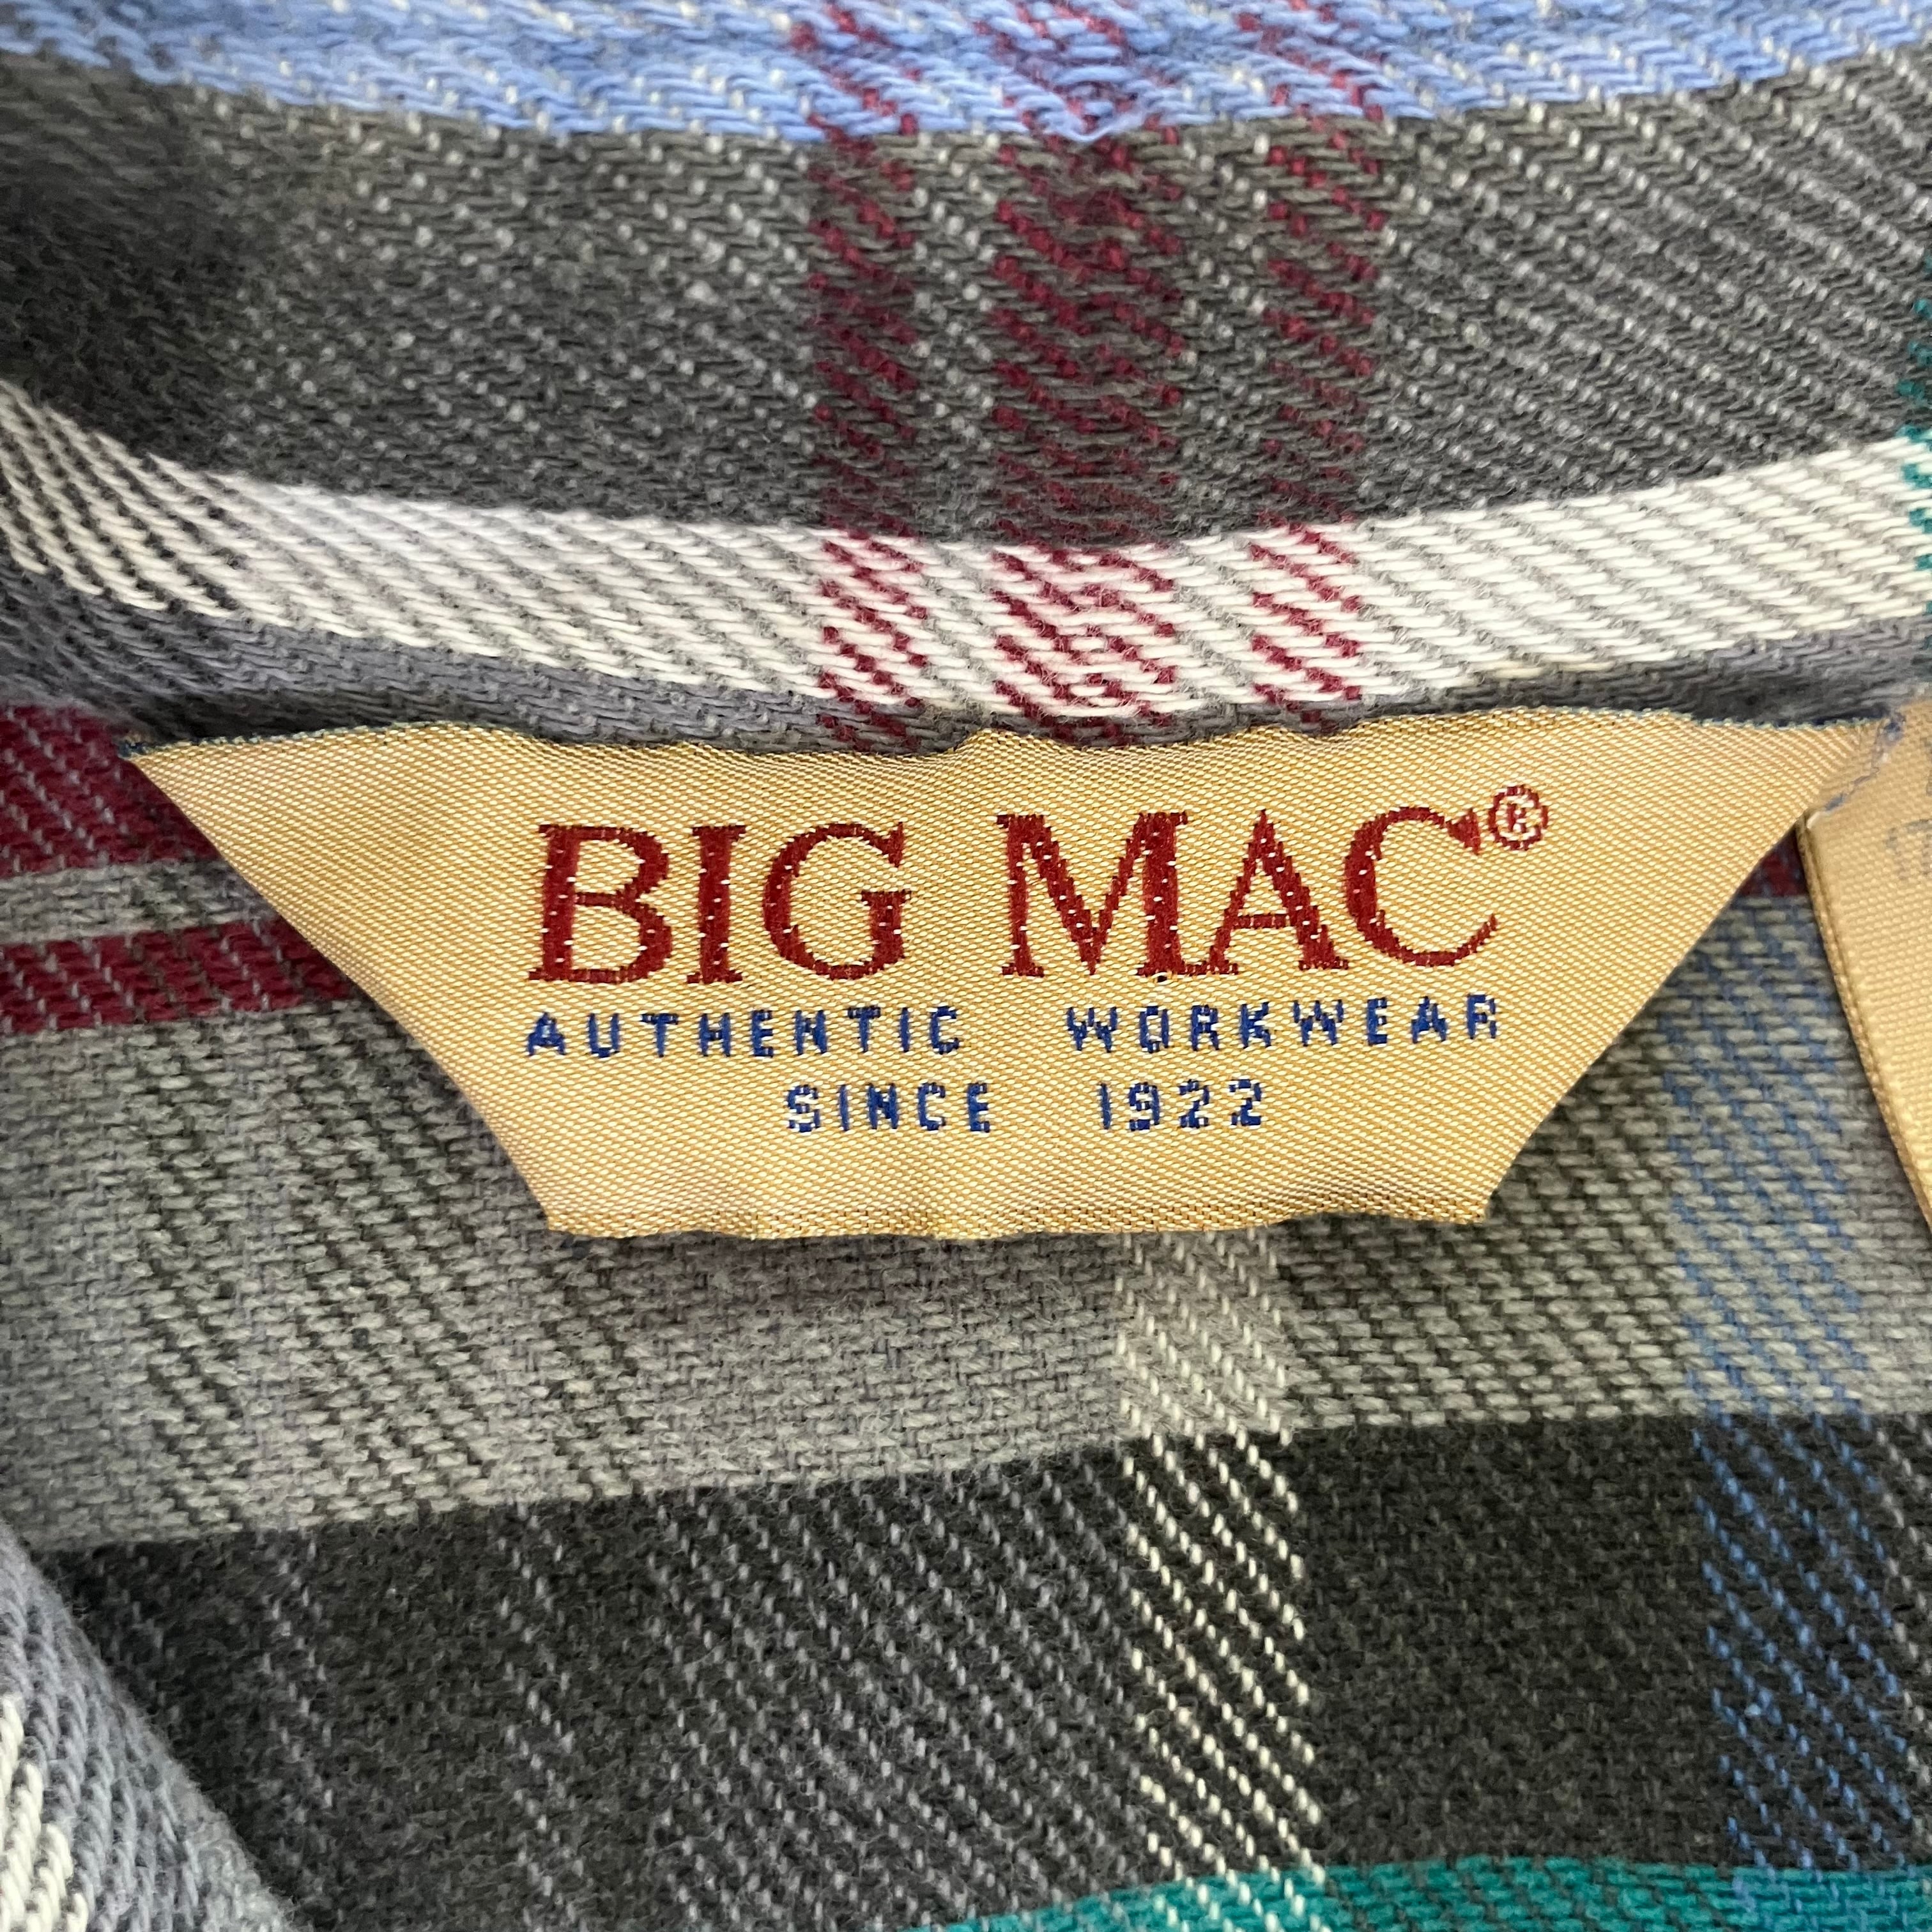 BIG MAC®
AUTHENTIC WORKWEAR
SINCE 1922